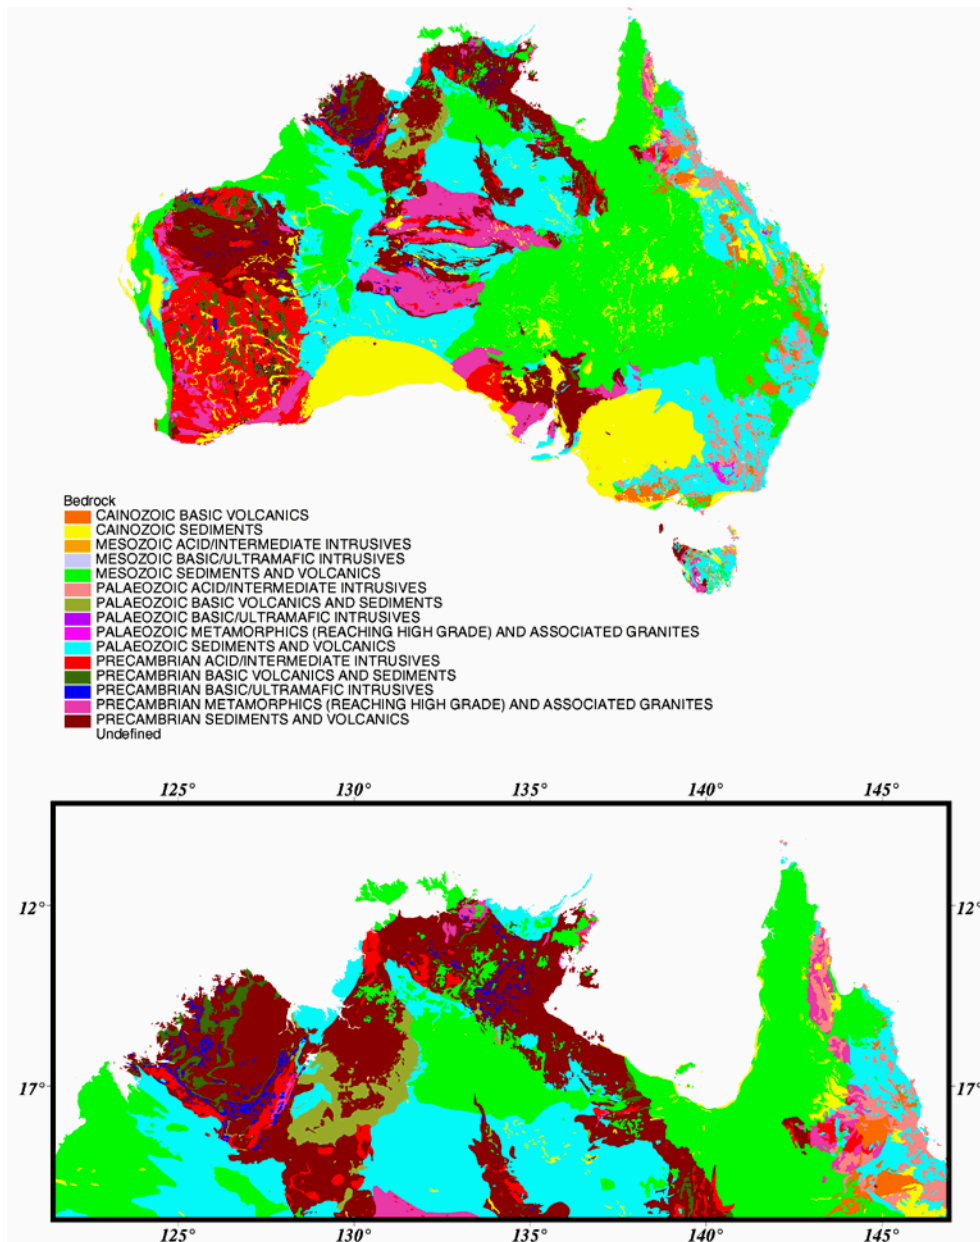 Bedrock
CAINOZOIC BASIC VOLCANICS
CAINOZOIC SEDIMENTS
MESOZOIC ACID/INTERMEDIATE INTRUSIVES
MESOZOIC BASIC/ULTRAMAFIC INTRUSIVES
MESOZOIC SEDIMENTS AND VOLCANICS
PALAEOZOIC ACID/INTERMEDIATE INTRUSIVES
PALAEOZOIC BASIC VOLCANICS AND SEDIMENTS
PALAEOZOIC BASIC/ULTRAMAFIC INTRUSIVES
PALAEOZOIC METAMORPHICS (REACHING HIGH GRADE) AND ASSOCIATED GRANITES
PALAEOZOIC SEDIMENTS AND VOLCANICS
PRECAMBRIAN ACID/INTERMEDIATE INTRUSIVES
PRECAMBRIAN BASIC VOLCANICS AND SEDIMENTS
PRECAMBRIAN BASIC/ULTRAMAFIC INTRUSIVES
PRECAMBRIAN METAMORPHICS (REACHING HIGH GRADE) AND ASSOCIATED GRANITES
PRECAMBRIAN SEDIMENTS AND VOLCANICS
Undefined
125° 130° 135° 140° 145°
12° 12°
17° 17°
125° 130° 135° 140° 145°